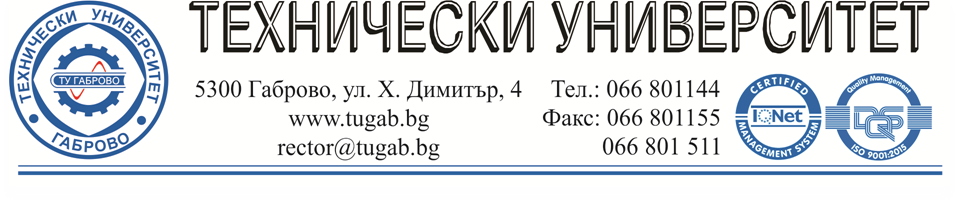 ТЕХНИЧЕСКИ УНИВЕРСИТЕТ
ТЕХНИЧЕСКИ УНИВЕРСИТЕТ
ТУ ГАБРОВО
ГАБРОВО
5300 Габрово, ул. Х. Димитър, 4
www.tugab.bg
rector@tugab.bg
Тел.: 066 801144
Факс: 066 801155
066 801 511
CERTIFIED
IQNet
MANAGEMENT SYSTEM
Quality Management
DQS
ISO 9001:2015